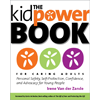 the kidpower
BOOK
FOR CARING ADULTS
Personal Safety, Self-Protection, Confidence,
and Advocacy for Young People
Irene Van der Zande